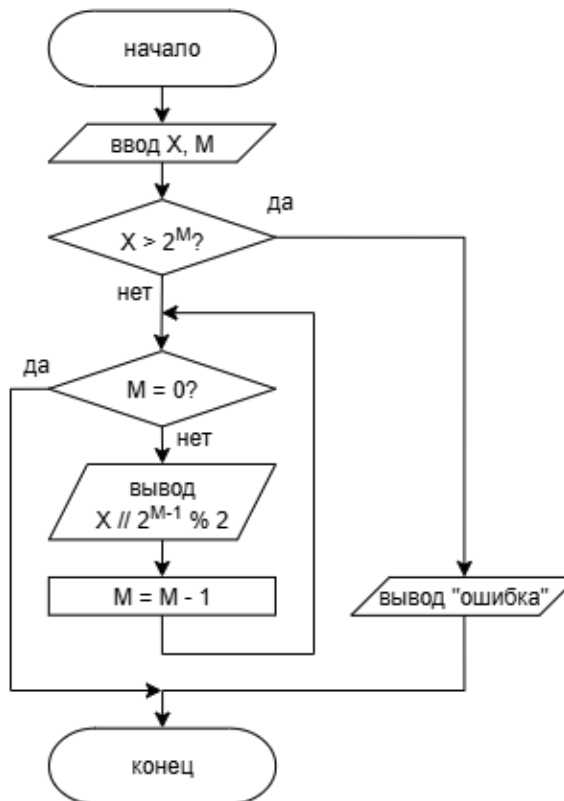 начало
ввод X, M
да
X > 2^M?
нет
да
M = 0?
нет
вывод
X // 2^M-1 % 2
M = M - 1
вывод "ошибка"
конец